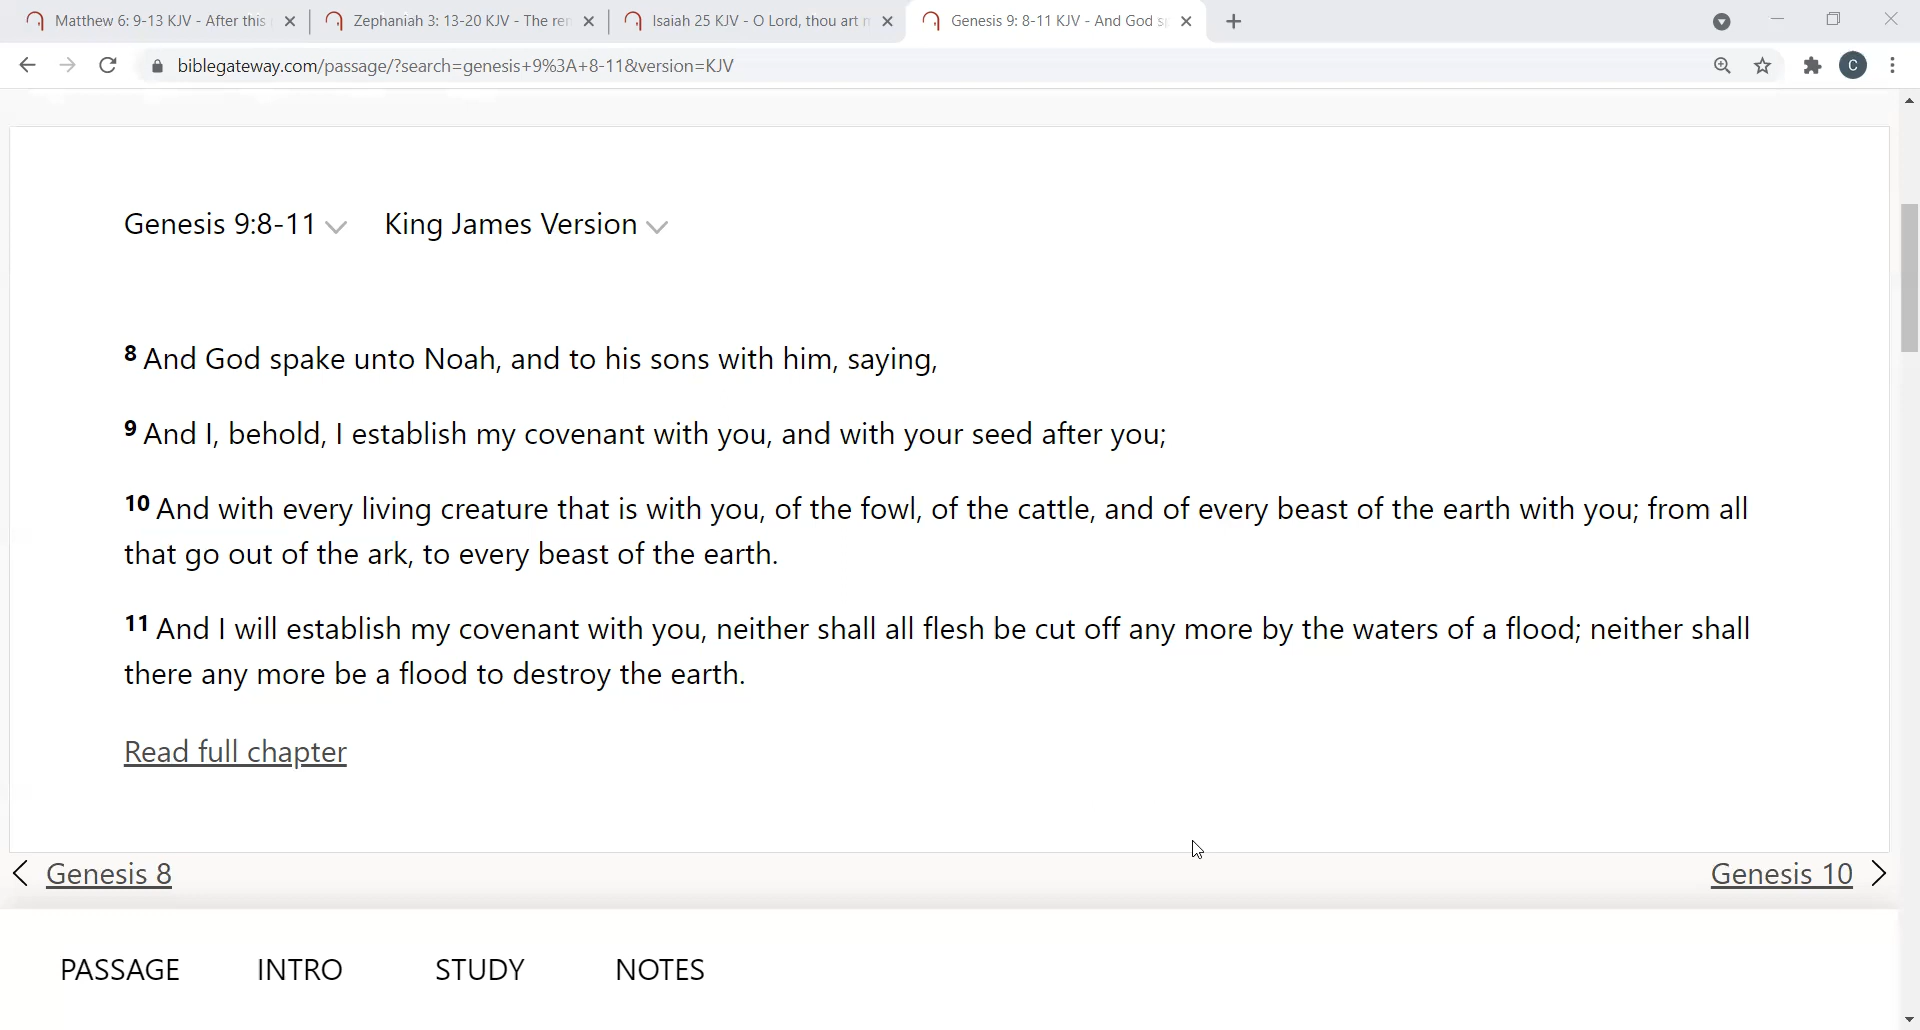 Matthew 6: 9-13 KJV - After this
Zephaniah 3: 13-20 KJV - The rem
Isaiah 25 KJV - O Lord, thou art m
Genesis 9: 8-11 KJV - And God sp
biblegateway.com/passage/?search=genesis+9%3A+8-11&version=KJV
C
Genesis 9:8-11 King James Version
8 And God spake unto Noah, and to his sons with him, saying,
9 And I, behold, I establish my covenant with you, and with your seed after you;
10 And with every living creature that is with you, of the fowl, of the cattle, and of every beast of the earth with you; from all
that go out of the ark, to every beast of the earth.
11 And I will establish my covenant with you, neither shall all flesh be cut off any more by the waters of a flood; neither shall
there any more be a flood to destroy the earth.
Read full chapter
Genesis 8
Genesis 10
PASSAGE INTRO STUDY NOTES